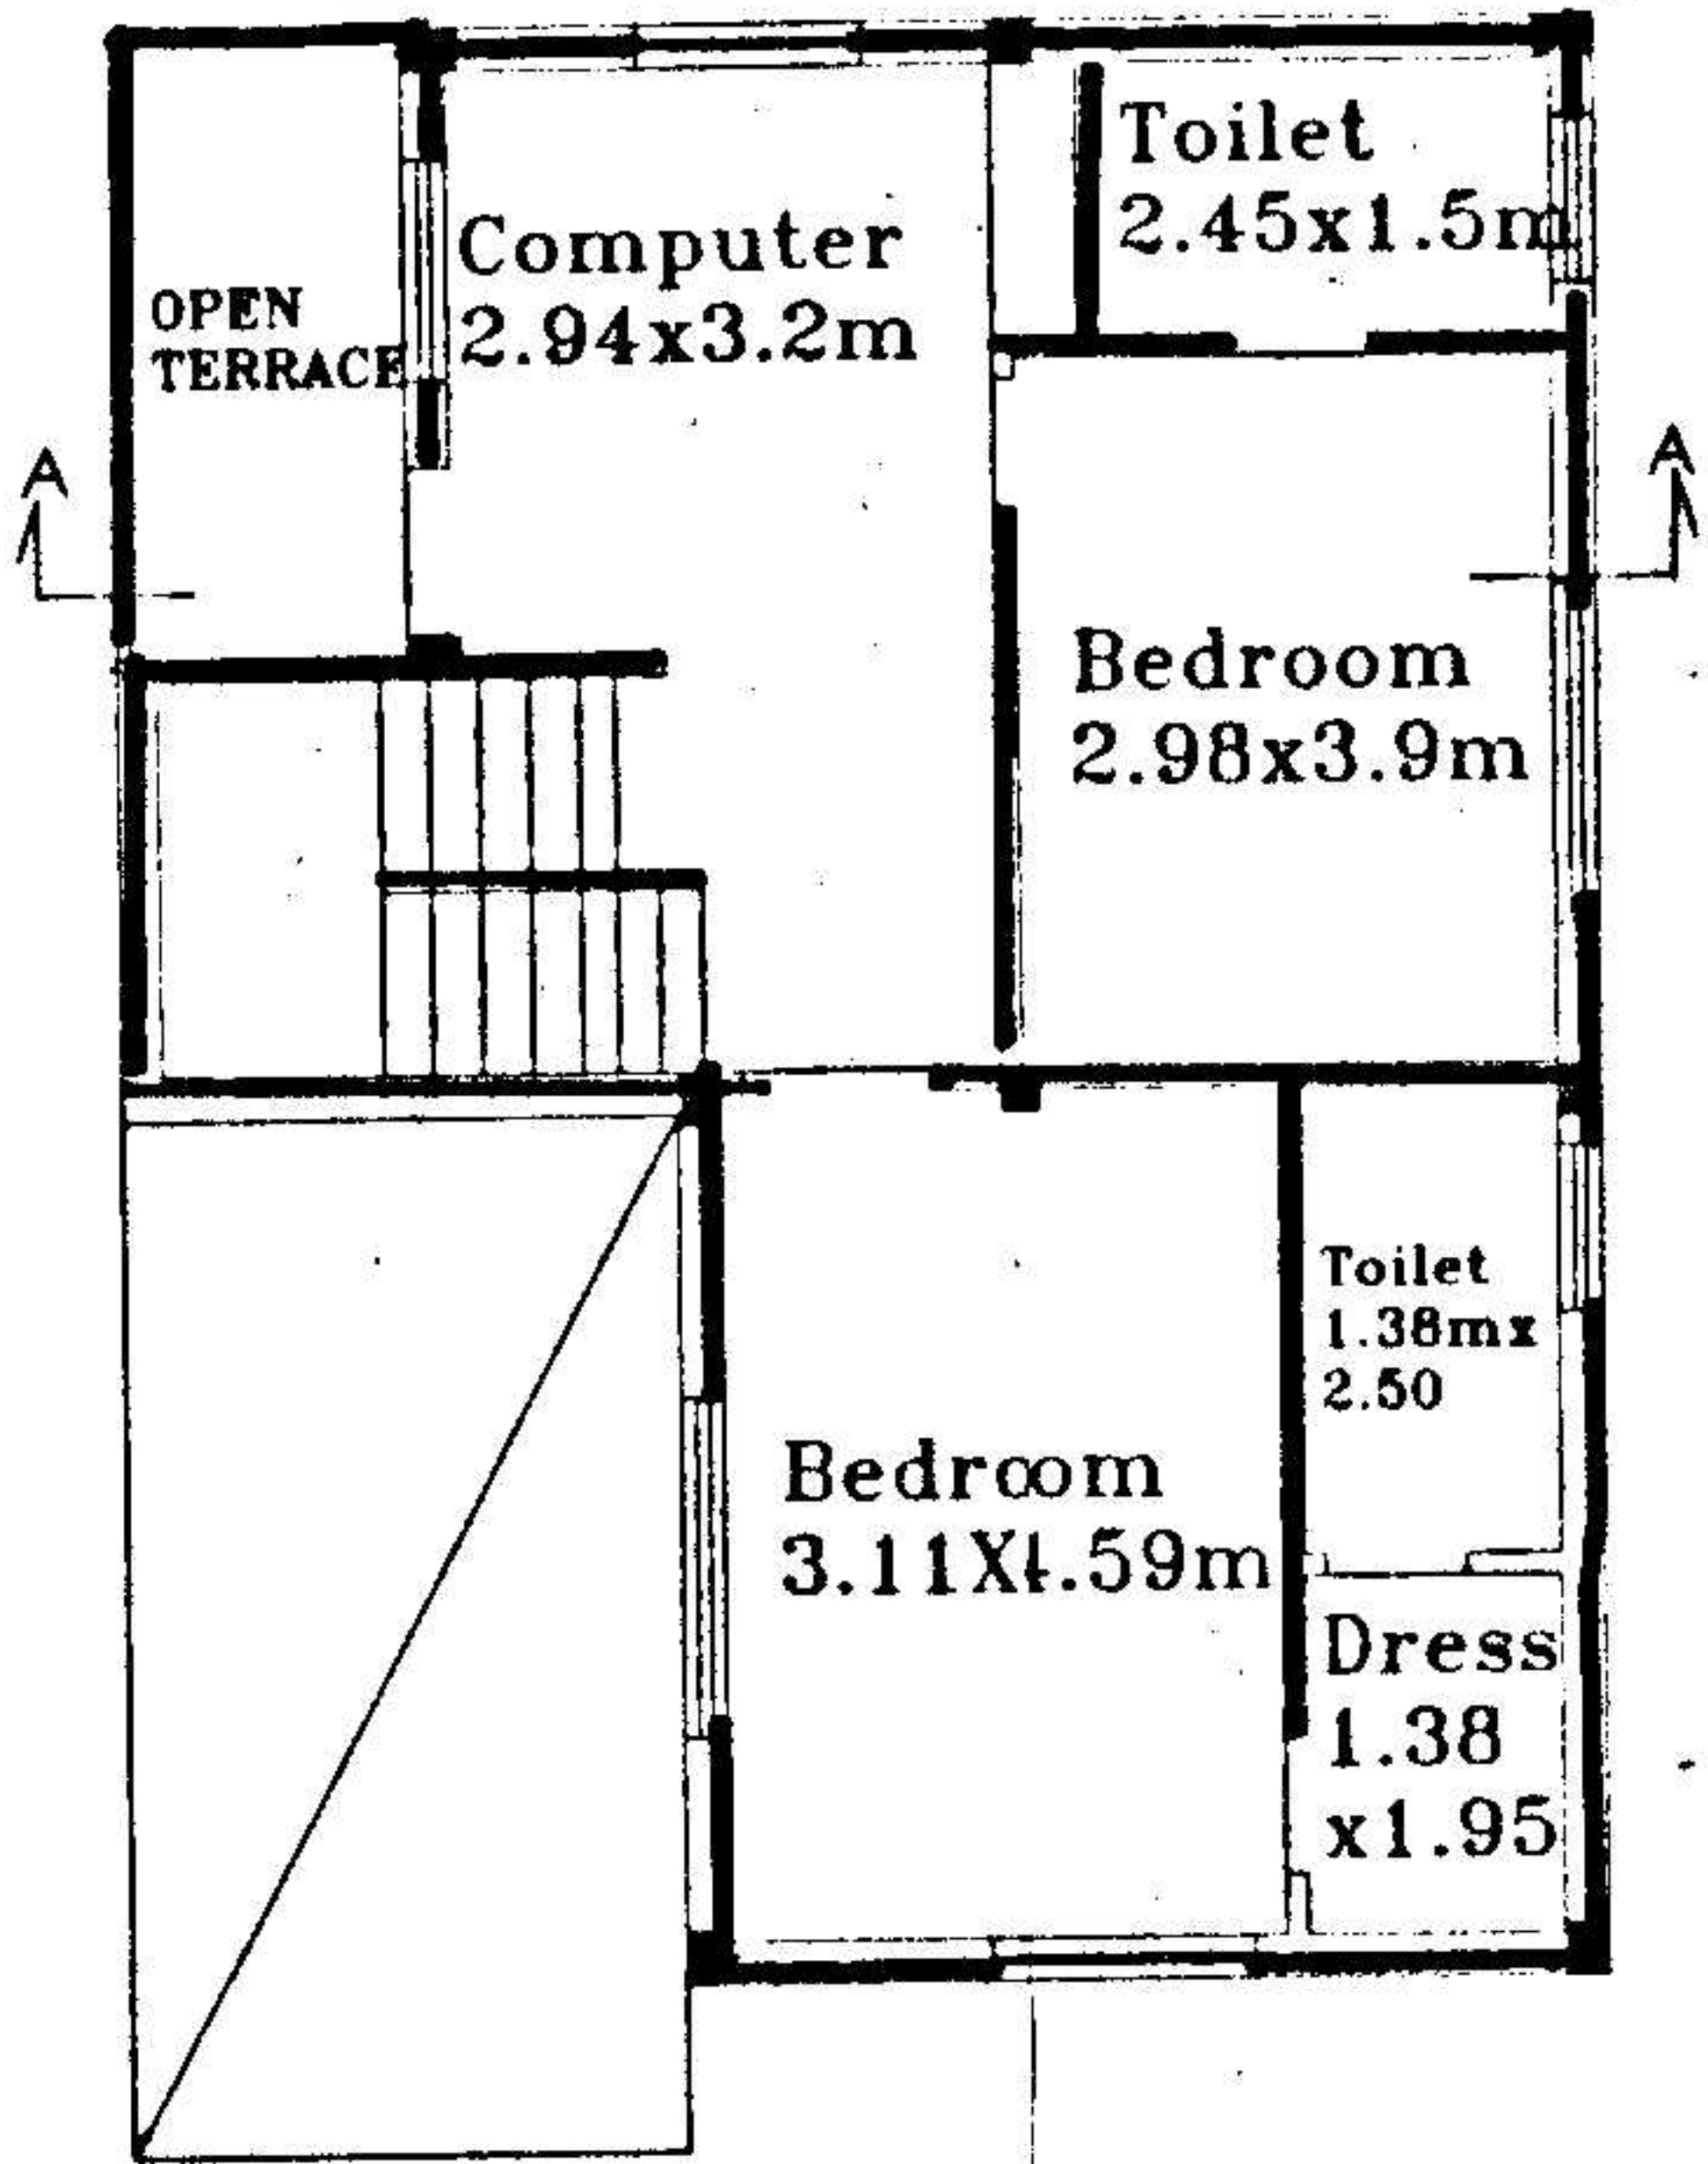 Toilet
2.45x1.5m
Computer
2.94x3.2m
OPEN
TERRACE
A
A
Bedroom
2.98x3.9m
Toilet
1.38mx
2.50
Bedroom
3.11X4.59m
Dress
1.38
x1.95